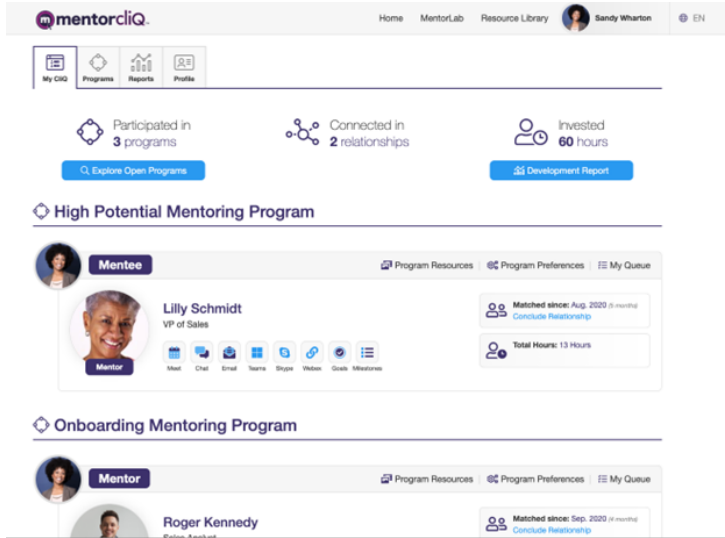 mentorcliQ
Home MentorLab Resource Library Sandy Wharton EN
My CliQ Programs Reports Profile
Participated in
3 programs
Connected in
2 relationships
Invested
60 hours
Explore Open Programs
Development Report
High Potential Mentoring Program
Mentee
Program Resources Program Preferences My Queue
Lilly Schmidt
VP of Sales
Mentor
Meet Chat Email Teams Skype Webex Goals Milestones
Matched since: Aug. 2020 (6 months)
Conclude Relationship
Total Hours: 13 Hours
Onboarding Mentoring Program
Mentor
Program Resources Program Preferences My Queue
Roger Kennedy
Sales Analyst
Matched since: Sep. 2020 (4 months)
Conclude Relationship